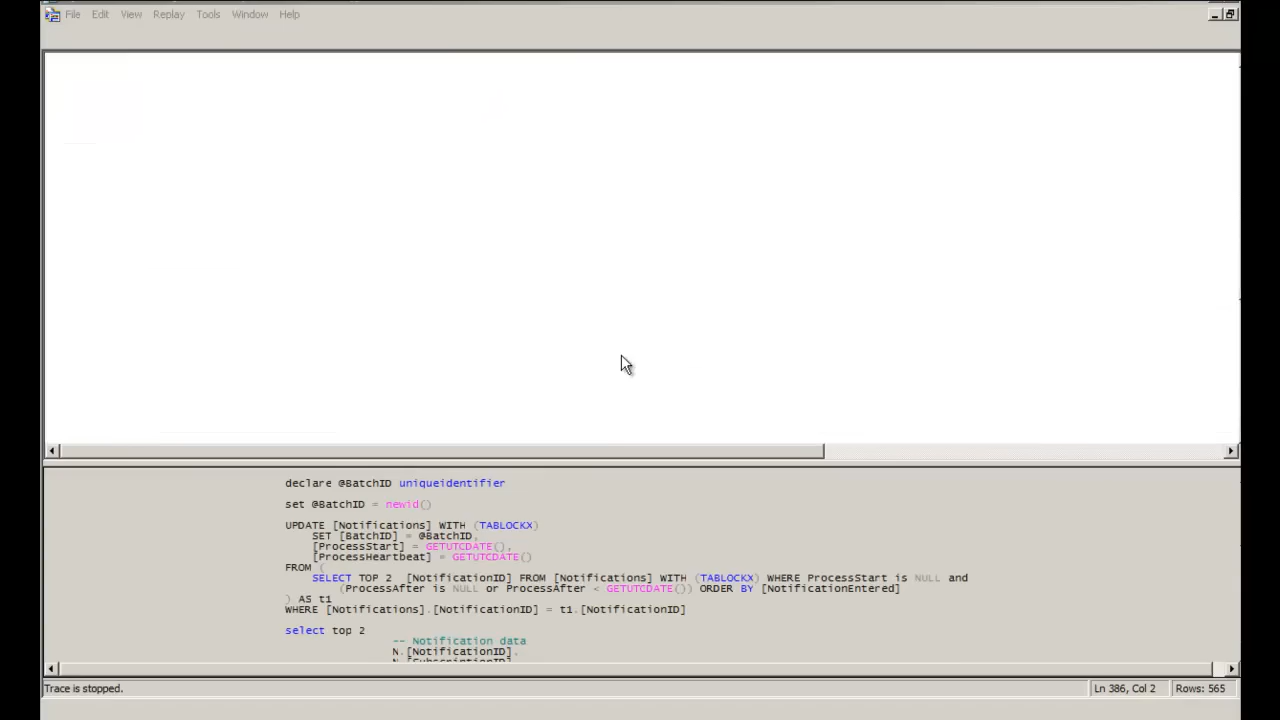 File Edit View Replay Tools Window Help
declare @BatchID uniqueidentifier
set @BatchID = newid()
UPDATE [Notifications] WITH (TABLOCKX)
SET [BatchID] = @BatchID,
[ProcessStart] = GETUTCDATE(),
[ProcessHeartbeat] = GETUTCDATE()
FROM (
SELECT TOP 2 [NotificationID] FROM [Notifications] WITH (TABLOCKX) WHERE ProcessStart is NULL and
(ProcessAfter is NULL or ProcessAfter < GETUTCDATE()) ORDER BY [NotificationEntered]
) AS t1
WHERE [Notifications].[NotificationID] = t1.[NotificationID]
select top 2
-- Notification data
N.[NotificationID],
N.[SubscriptionID]
Trace is stopped.
Ln 386, Col 2
Rows: 565